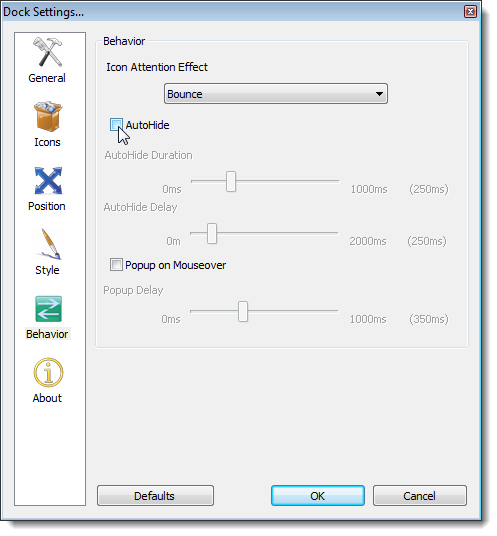 Dock Settings...
General
Icons
Position
Style
Behavior
About
Behavior
Icon Attention Effect
Bounce
AutoHide
AutoHide Duration
0ms 1000ms (250ms)
AutoHide Delay
0m 2000ms (250ms)
Popup on Mouseover
Popup Delay
0ms 1000ms (350ms)
Defaults OK Cancel